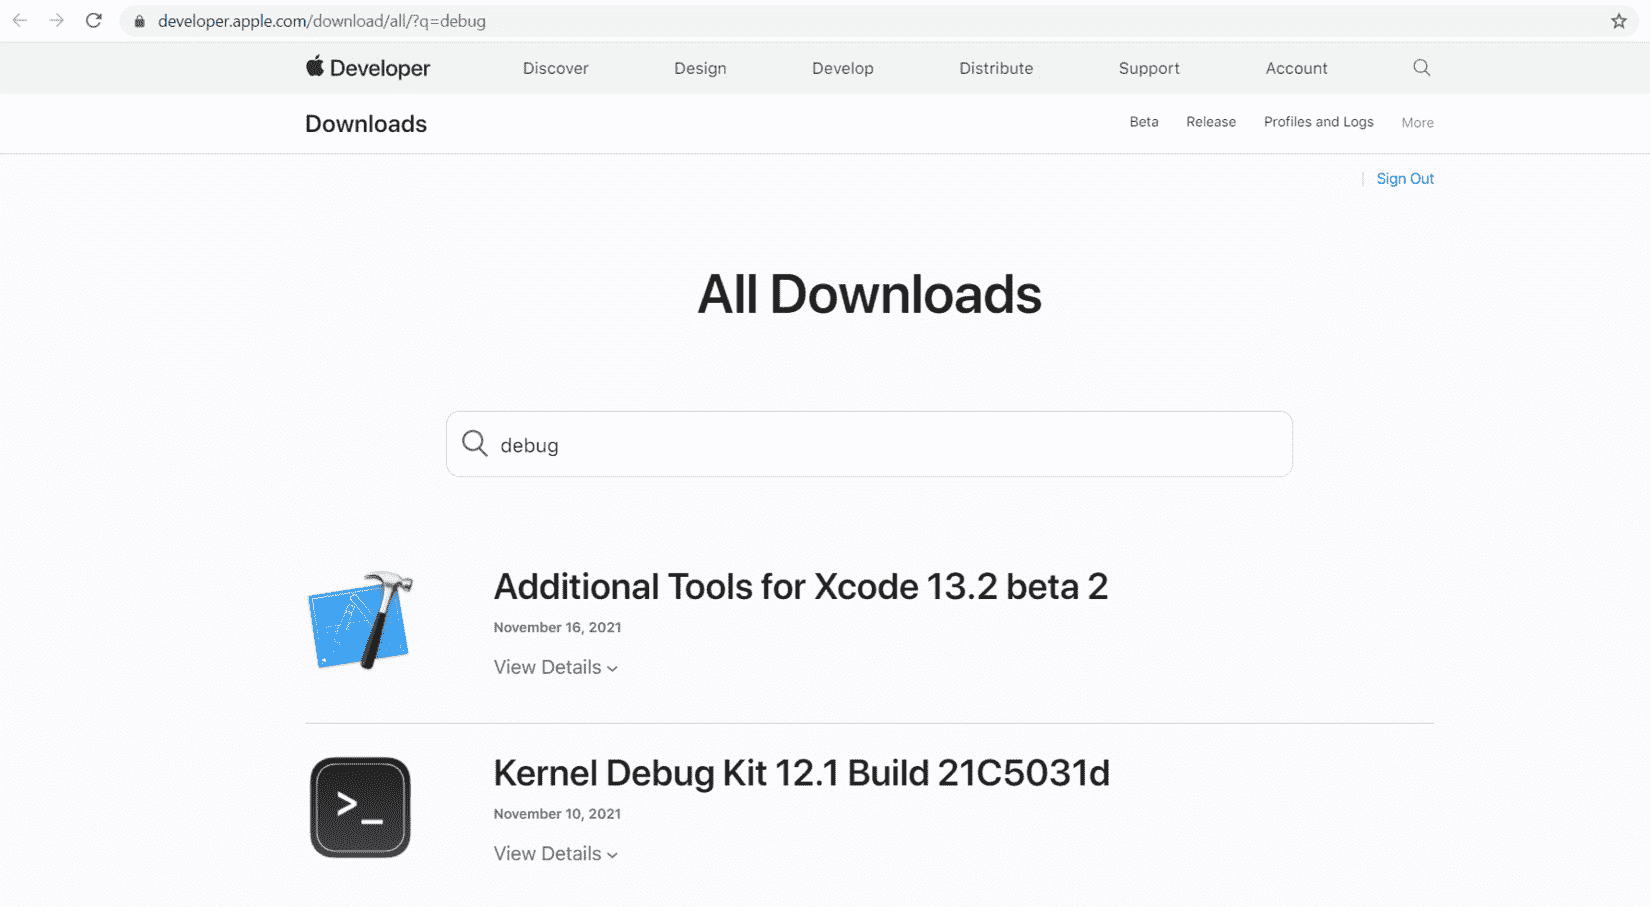 developer.apple.com/download/all/?q=debug
Developer Discover Design Develop Distribute Support Account
Downloads Beta Release Profiles and Logs More
Sign Out
All Downloads
debug
Additional Tools for Xcode 13.2 beta 2
November 16, 2021
View Details
Kernel Debug Kit 12.1 Build 21C5031d
November 10, 2021
View Details